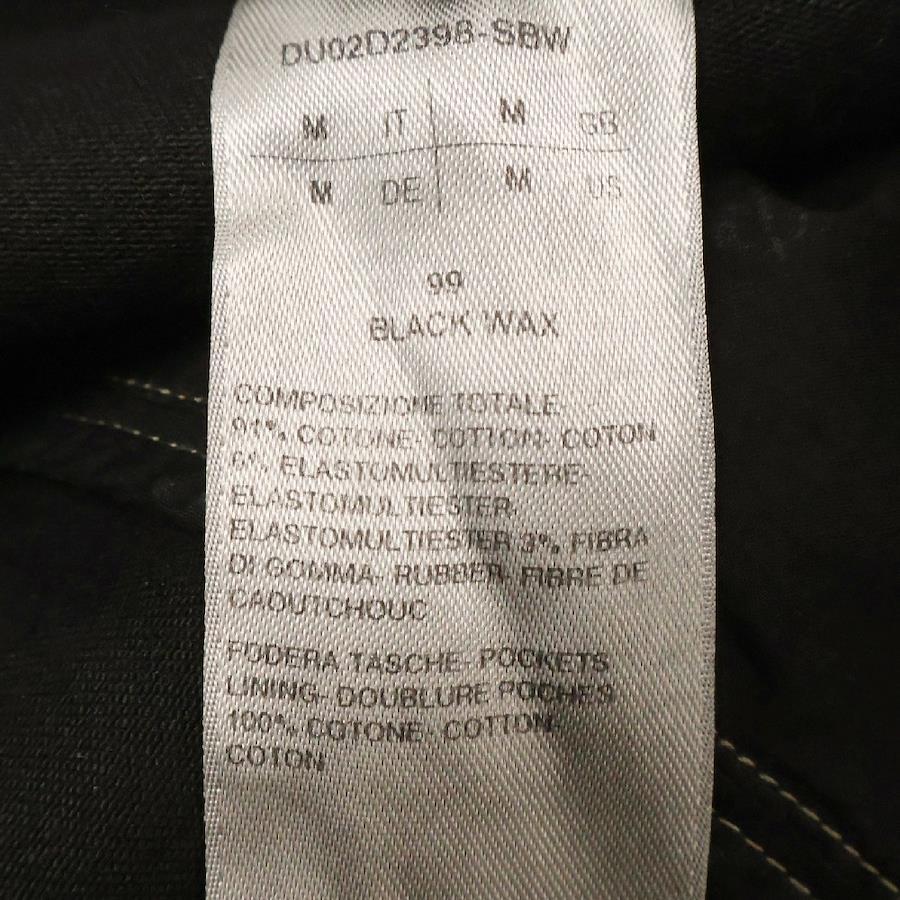 DU02D2398-SBW
M IT M GB
M DE M US
99
BLACK WAX
COMPOSIZIONE TOTALE-
91% COTONE- COTTON- COTON
6% ELASTOMULTIESTERE-
ELASTOMULTIESTER
ELASTOMULTIESTER 3% FIBRA
DI GOMMA- RUBBER- FIBRE DE
CAOUTCHOUC
FODERA TASCHE- POCKETS
LINING- DOUBLURE POCHES
100% COTONE- COTTON-
COTON